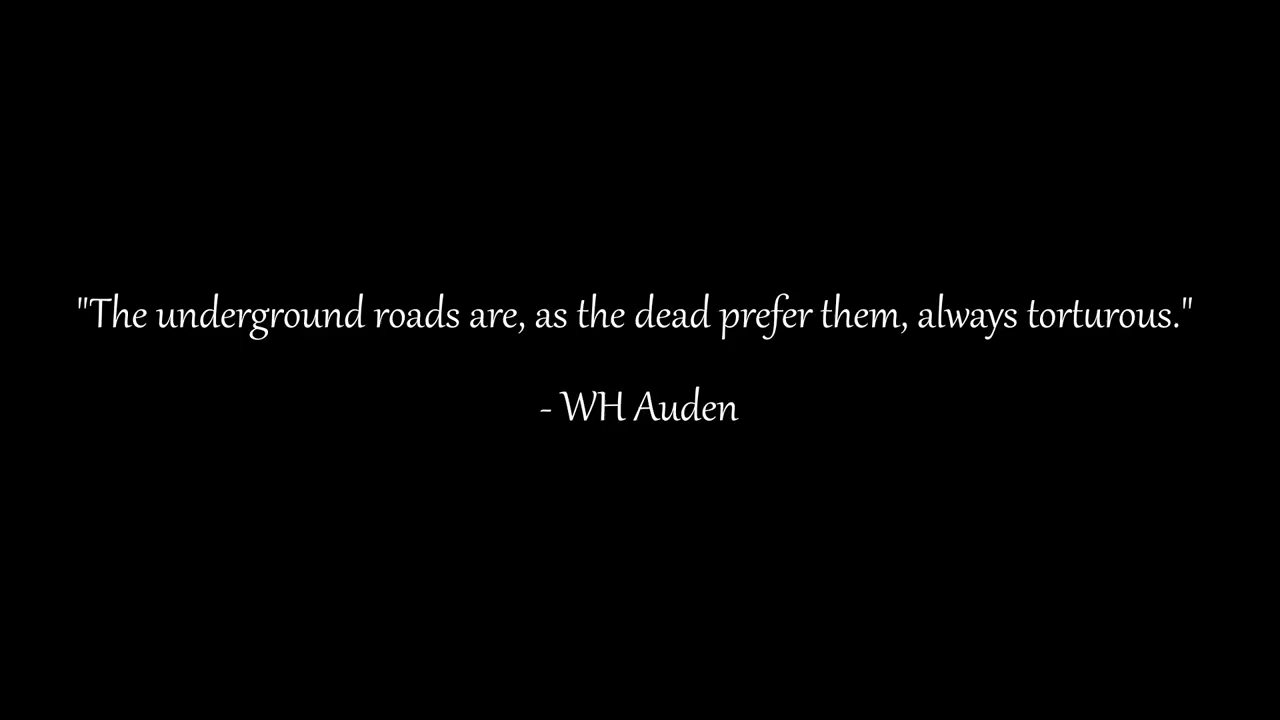 "The underground roads are, as the dead prefer them, always torturous."
- WH Auden